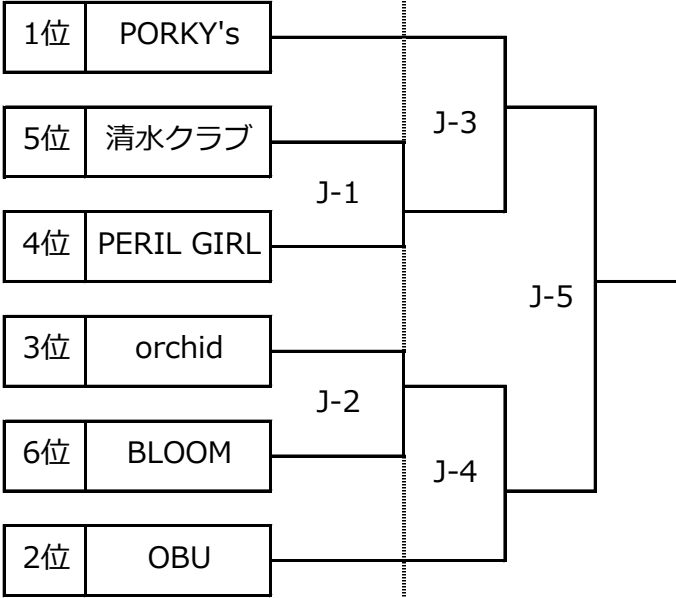 1位 PORKY's
5位 清水クラブ
4位 PERIL GIRL
3位 orchid
6位 BLOOM
2位 OBU
J-1
J-2
J-3
J-4
J-5